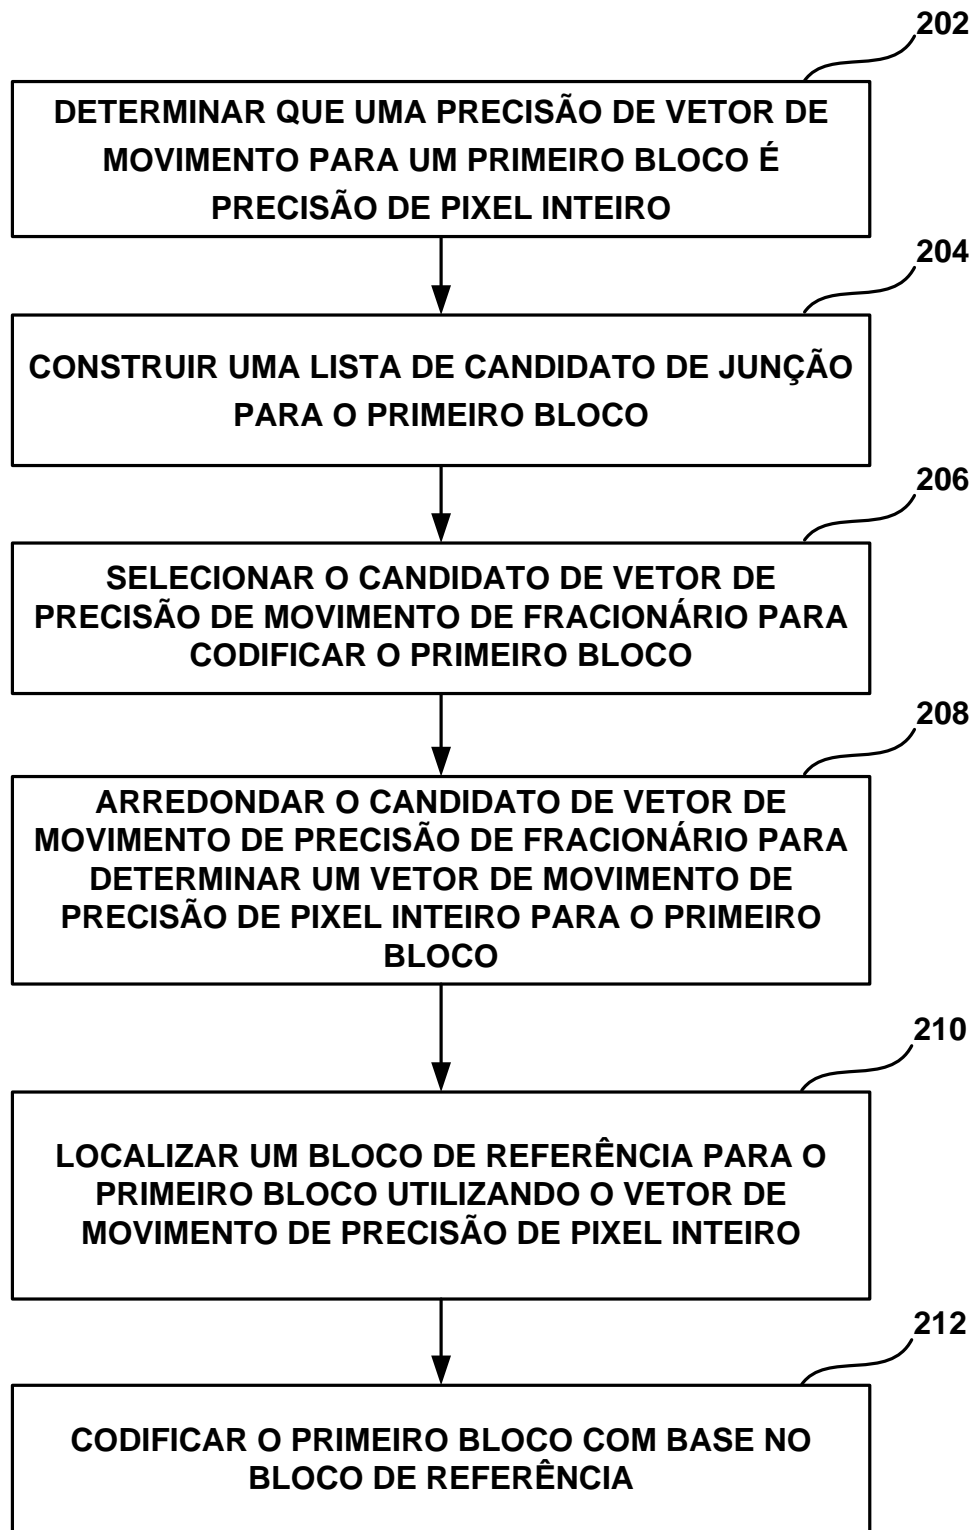 202
DETERMINAR QUE UMA PRECISÃO DE VETOR DE
MOVIMENTO PARA UM PRIMEIRO BLOCO É
PRECISÃO DE PIXEL INTEIRO
204
CONSTRUIR UMA LISTA DE CANDIDATO DE JUNÇÃO
PARA O PRIMEIRO BLOCO
206
SELECIONAR O CANDIDATO DE VETOR DE
PRECISÃO DE MOVIMENTO DE FRACIONÁRIO PARA
CODIFICAR O PRIMEIRO BLOCO
208
ARREDONDAR O CANDIDATO DE VETOR DE
MOVIMENTO DE PRECISÃO DE FRACIONÁRIO PARA
DETERMINAR UM VETOR DE MOVIMENTO DE
PRECISÃO DE PIXEL INTEIRO PARA O PRIMEIRO
BLOCO
210
LOCALIZAR UM BLOCO DE REFERÊNCIA PARA O
PRIMEIRO BLOCO UTILIZANDO O VETOR DE
MOVIMENTO DE PRECISÃO DE PIXEL INTEIRO
212
CODIFICAR O PRIMEIRO BLOCO COM BASE NO
BLOCO DE REFERÊNCIA